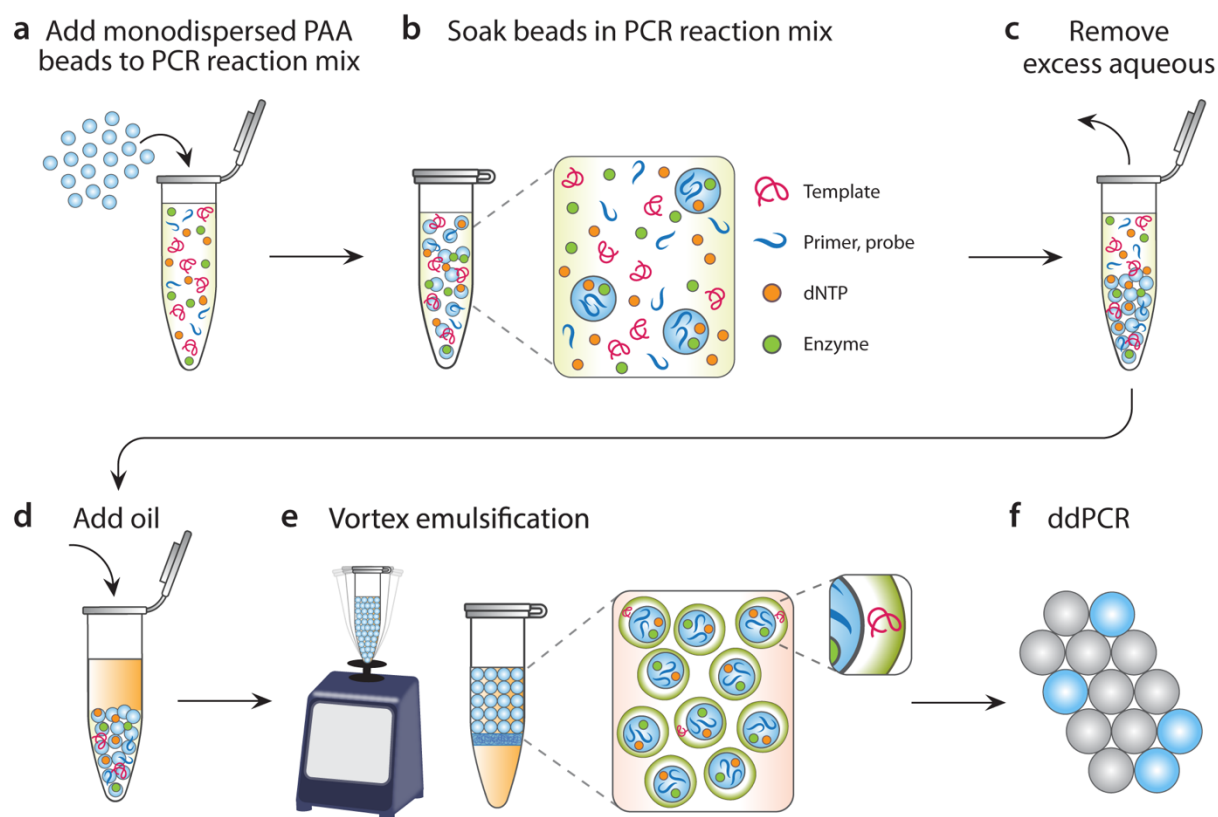 a Add monodispersed PAA
beads to PCR reaction mix
b Soak beads in PCR reaction mix
c Remove
excess aqueous
Template
Primer, probe
dNTP
Enzyme
d Add oil
e Vortex emulsification
f ddPCR